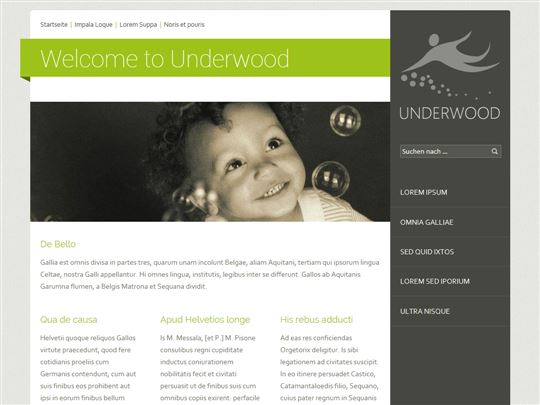 Startseite | Impala Loque | Lorem Suppa | Noris et pouris
Welcome to Underwood
UNDERWOOD
Suchen nach ...
LOREM IPSUM
OMNIA GALLIAE
SED QUID IXTOS
LOREM SED IPORIUM
ULTRA NISQUE
De Bello
Gallia est omnis divisa in partes tres, quarum unam incolunt Belgae, aliam Aquitani, tertiam qui ipsorum lingua
Celtae, nostra Galli appellantur. Hi omnes lingua, institutis, legibus inter se differunt. Gallos ab Aquitanis
Garumna flumen, a Belgis Matrona et Sequana dividit.
Qua de causa
Helvetii quoque reliquos Gallos
virtute praecedunt, quod fere
cotidianis proeliis cum
Germanis contendunt, cum aut
suis finibus eos prohibent aut
ipsi in eorum finibus bellum
Apud Helvetios longe
Is M. Messala, [et P.] M. Pisone
consulibus regni cupiditate
inductus coniurationem
nobilitatis fecit et civitati
persuasit ut de finibus suis cum
omnibus copiis exirent: perfacile
His rebus adducti
Ad eas res conficiendas
Orgetorix deligitur. Is sibi
legationem ad civitates suscipit.
In eo itinere persuadet Castico,
Catamantaloedis filio, Sequano,
cuius pater regnum in Sequanis